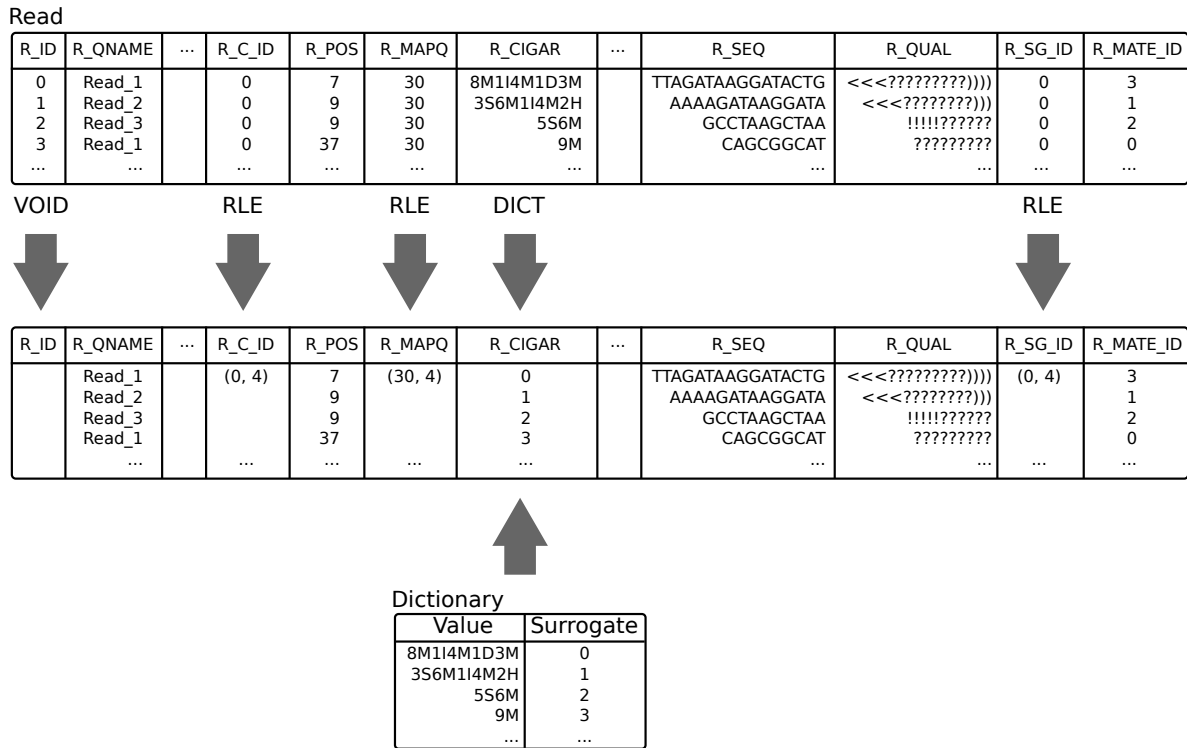 Read
R_ID R_QNAME ... R_C_ID R_POS R_MAPQ R_CIGAR ... R_SEQ R_QUAL R_SG_ID R_MATE_ID
0 Read_1 0 7 30 8M1I4M1D3M TTAGATAAGGATACTG <<<?????????)))) 0 3
1 Read_2 0 9 30 3S6M1I4M2H AAAAGATAAGGATA <<<????????))) 0 1
2 Read_3 0 9 30 5S6M GCCTAAGCTAA !!!!!?????? 0 2
3 Read_1 0 37 30 9M CAGCGGCAT ????????? 0 0
... ... ... ... ... ... ... ... ... ...
VOID RLE RLE DICT RLE
R_ID R_QNAME ... R_C_ID R_POS R_MAPQ R_CIGAR ... R_SEQ R_QUAL R_SG_ID R_MATE_ID
Read_1 (0, 4) 7 (30, 4) 0 TTAGATAAGGATACTG <<<?????????)))) (0, 4) 3
Read_2 9 1 AAAAGATAAGGATA <<<????????))) 1
Read_3 9 2 GCCTAAGCTAA !!!!!?????? 2
Read_1 37 3 CAGCGGCAT ????????? 0
... ... ... ... ... ... ... ... ...
Dictionary
Value Surrogate
8M1I4M1D3M 0
3S6M1I4M2H 1
5S6M 2
9M 3
... ...